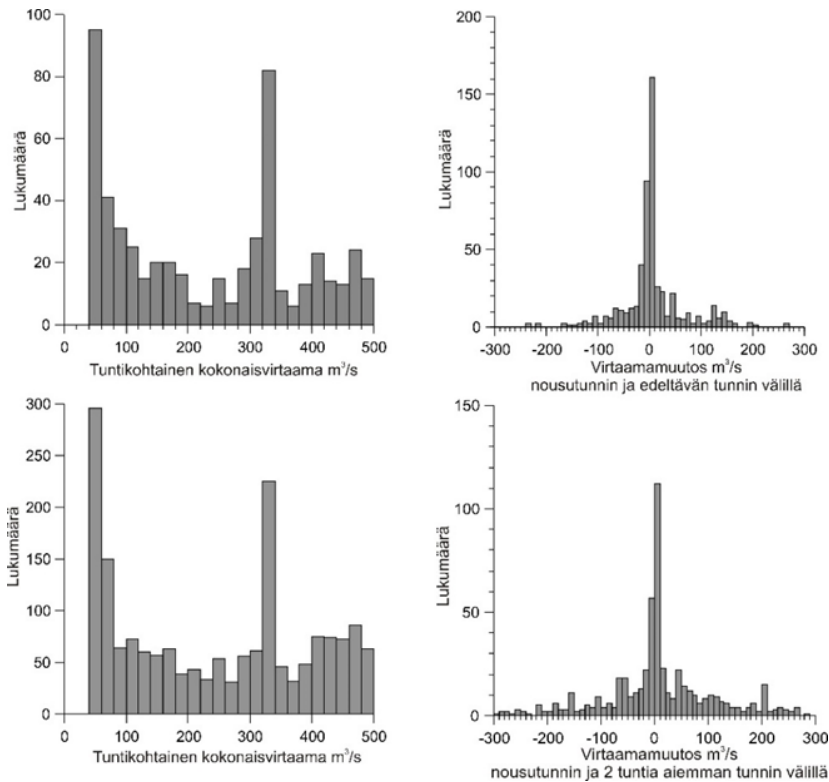 100
80
60
40
20
0
Lukumäärä
0 100 200 300 400 500
Tuntikohtainen kokonaisvirtaama m³/s
200
150
100
50
0
Lukumäärä
-300 -200 -100 0 100 200 300
Virtaamamuutos m³/s
nousutunnin ja edeltävän tunnin välillä
300
250
200
150
100
50
0
Lukumäärä
0 100 200 300 400 500
Tuntikohtainen kokonaisvirtaama m³/s
150
100
50
0
Lukumäärä
-300 -200 -100 0 100 200 300
Virtaamamuutos m³/s
nousutunnin ja 2 tuntia aiemman tunnin välillä